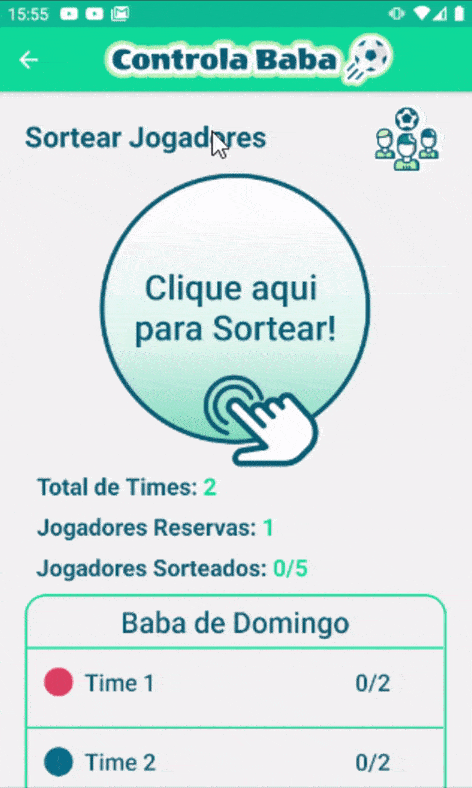 15:55
Controla Baba
Sortear Jogadores
Clique aqui
para Sortear!
Total de Times: 2
Jogadores Reservas: 1
Jogadores Sorteados: 0/5
Baba de Domingo
Time 1 0/2
Time 2 0/2